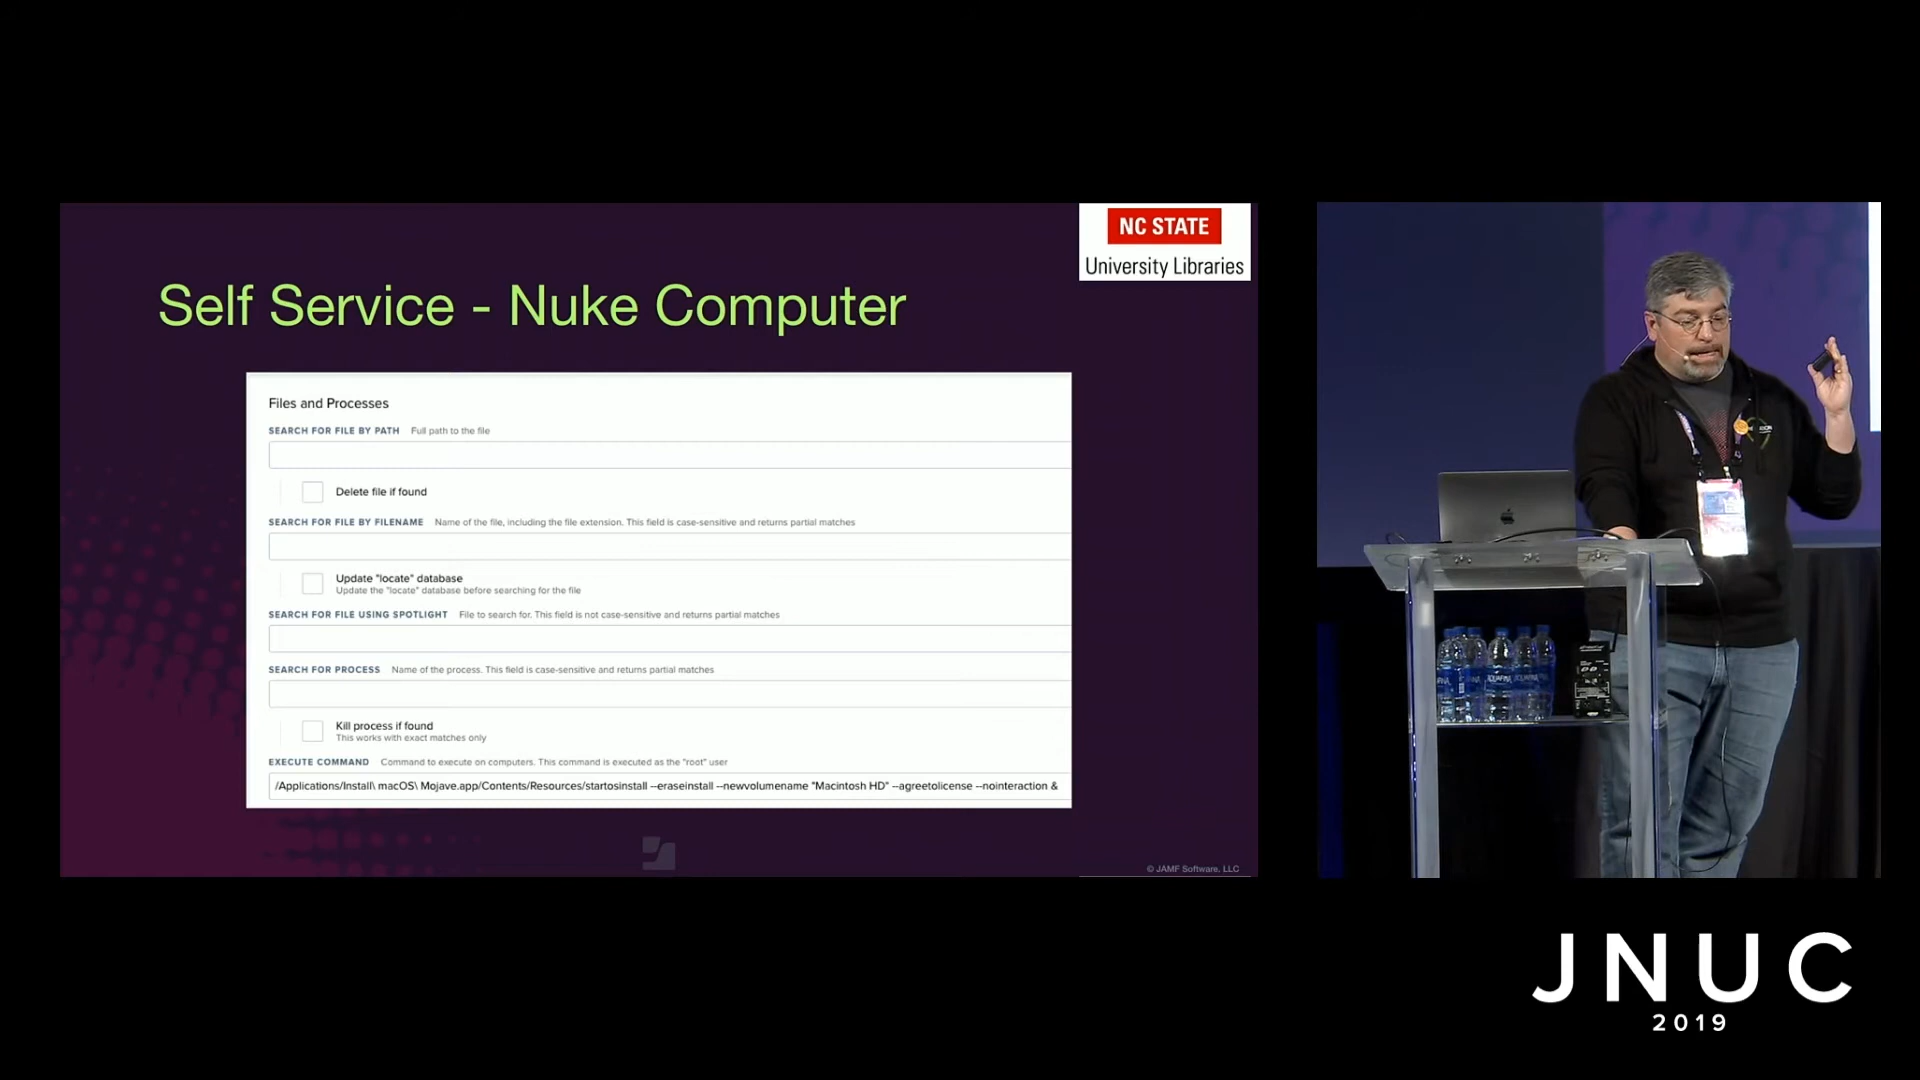 NC STATE
University Libraries
Self Service - Nuke Computer
Files and Processes
SEARCH FOR FILE BY PATH Full path to the file
Delete file if found
SEARCH FOR FILE BY FILENAME Name of the file, including the file extension. This field is case-sensitive and returns partial matches
Update "locate" database
Update the "locate" database before searching for the file
SEARCH FOR FILE USING SPOTLIGHT File to search for. This field is not case-sensitive and returns partial matches
SEARCH FOR PROCESS Name of the process. This field is case-sensitive and returns partial matches
Kill process if found
This works with exact matches only
EXECUTE COMMAND Command to execute on computers. This command is executed as the "root" user
/Applications/Install\ macOS\ Mojave.app/Contents/Resources/startosinstall --eraseinstall --newvolumename "Macintosh HD" --agreetolicense --nointeraction &
© JAMF Software, LLC
JNUC
2019